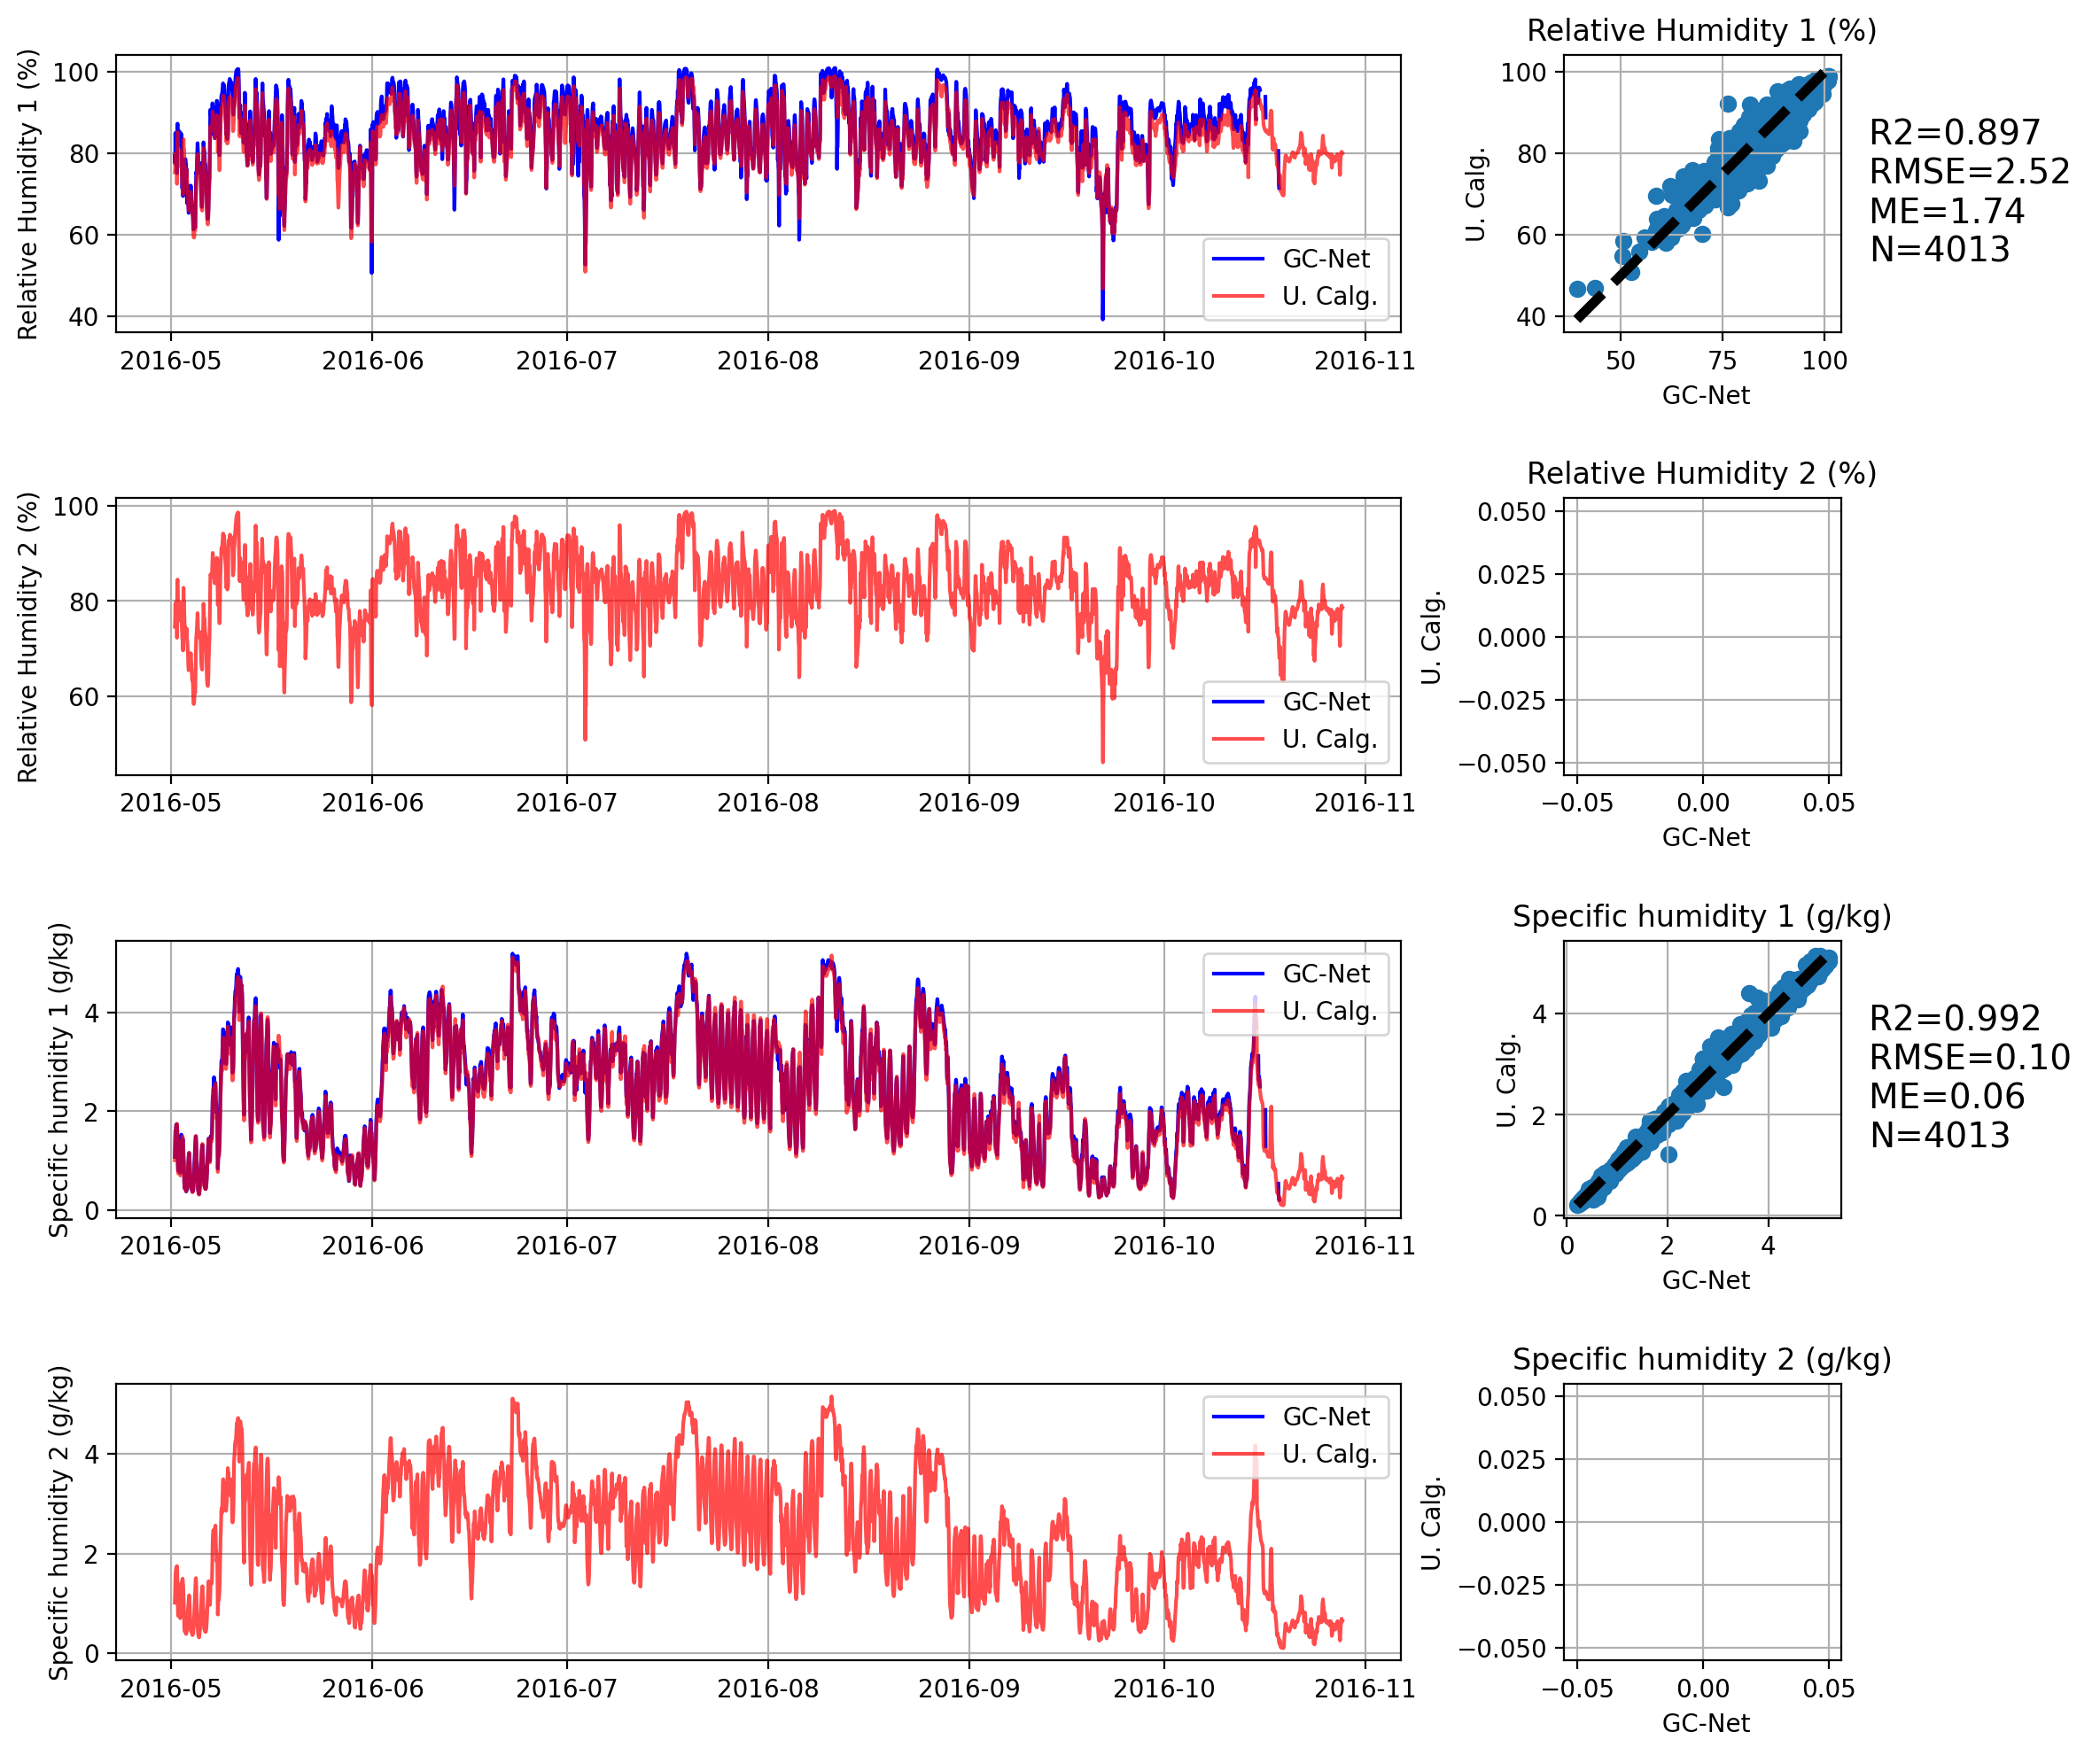 Relative Humidity 1 (%)
100
80
60
40
2016-05 2016-06 2016-07 2016-08 2016-09 2016-10 2016-11
GC-Net
U. Calg.
Relative Humidity 1 (%)
U. Calg.
100
80
60
40
50 75 100
GC-Net
R2=0.897
RMSE=2.52
ME=1.74
N=4013
Relative Humidity 2 (%)
100
80
60
2016-05 2016-06 2016-07 2016-08 2016-09 2016-10 2016-11
GC-Net
U. Calg.
Relative Humidity 2 (%)
U. Calg.
0.050
0.025
0.000
−0.025
−0.050
−0.05 0.00 0.05
GC-Net
Specific humidity 1 (g/kg)
4
2
0
2016-05 2016-06 2016-07 2016-08 2016-09 2016-10 2016-11
GC-Net
U. Calg.
Specific humidity 1 (g/kg)
U. Calg.
4
2
0
0 2 4
GC-Net
R2=0.992
RMSE=0.10
ME=0.06
N=4013
Specific humidity 2 (g/kg)
4
2
0
2016-05 2016-06 2016-07 2016-08 2016-09 2016-10 2016-11
GC-Net
U. Calg.
Specific humidity 2 (g/kg)
U. Calg.
0.050
0.025
0.000
−0.025
−0.050
−0.05 0.00 0.05
GC-Net